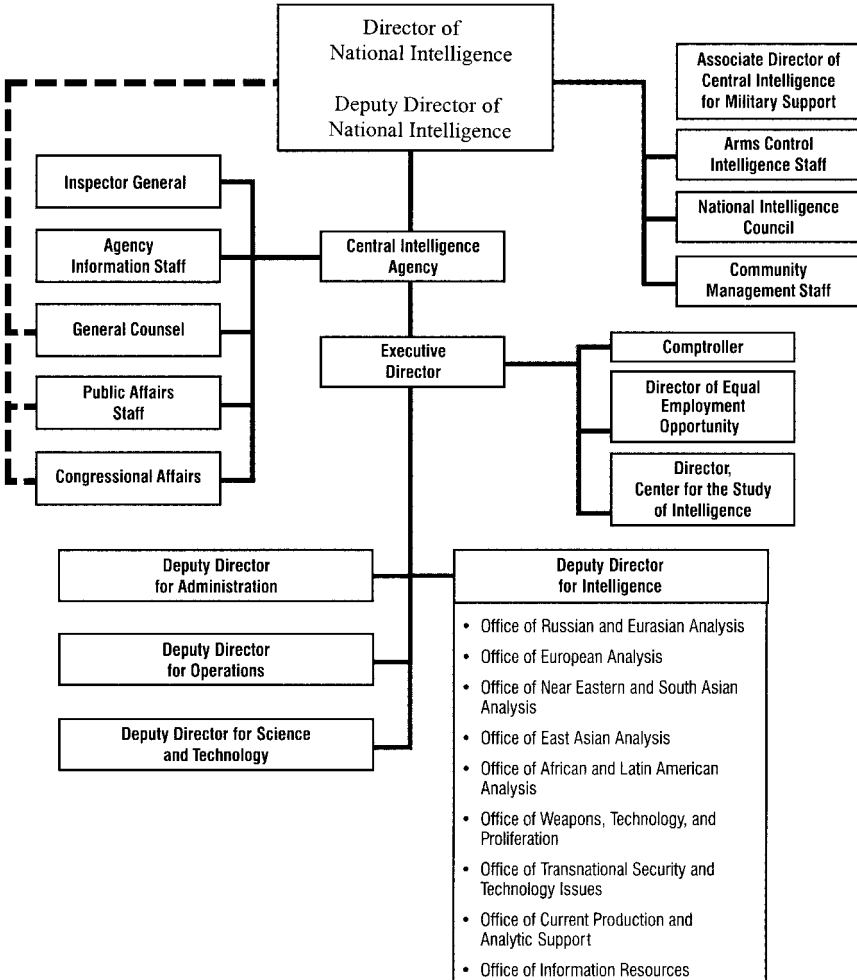 Director of
National Intelligence
Deputy Director of
National Intelligence
Associate Director of
Central Intelligence
for Military Support
Arms Control
Intelligence Staff
National Intelligence
Council
Community
Management Staff
Inspector General
Agency
Information Staff
General Counsel
Public Affairs
Staff
Congressional Affairs
Central Intelligence
Agency
Executive
Director
Comptroller
Director of Equal
Employment
Opportunity
Director,
Center for the Study
of Intelligence
Deputy Director
for Administration
Deputy Director
for Operations
Deputy Director for Science
and Technology
Deputy Director
for Intelligence
• Office of Russian and Eurasian Analysis
• Office of European Analysis
• Office of Near Eastern and South Asian
Analysis
• Office of East Asian Analysis
• Office of African and Latin American
Analysis
• Office of Weapons, Technology, and
Proliferation
• Office of Transnational Security and
Technology Issues
• Office of Current Production and
Analytic Support
• Office of Information Resources